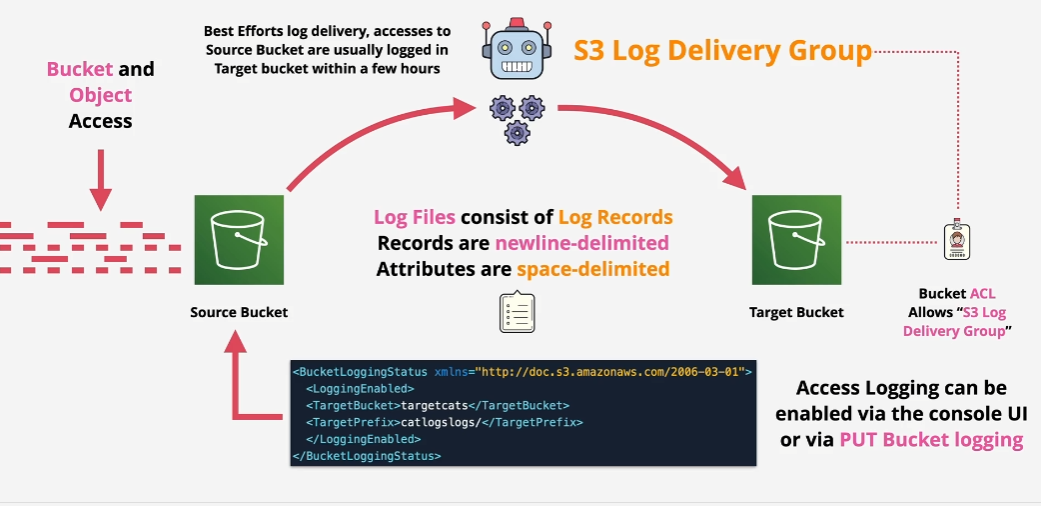 Best Efforts log delivery, accesses to
Source Bucket are usually logged in
Target bucket within a few hours
S3 Log Delivery Group
Bucket and
Object
Access
Log Files consist of Log Records
Records are newline-delimited
Attributes are space-delimited
Source Bucket
Target Bucket
Bucket ACL
Allows “S3 Log
Delivery Group”
<BucketLoggingStatus xmlns="http://doc.s3.amazonaws.com/2006-03-01">
<LoggingEnabled>
<TargetBucket>targetcats</TargetBucket>
<TargetPrefix>catlogslogs/</TargetPrefix>
</LoggingEnabled>
</BucketLoggingStatus>
Access Logging can be
enabled via the console UI
or via PUT Bucket logging